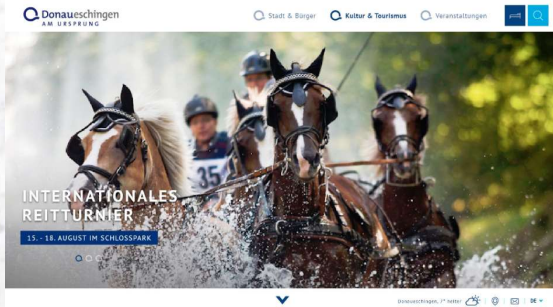 Donaueschingen
AM URSPRUNG
Stadt & Bürger
Kultur & Tourismus
Veranstaltungen
35
INTERNATIONALES
REITTURNIER
15. - 18. AUGUST IM SCHLOSSPARK
Donaueschingen, 7° heiter
DE